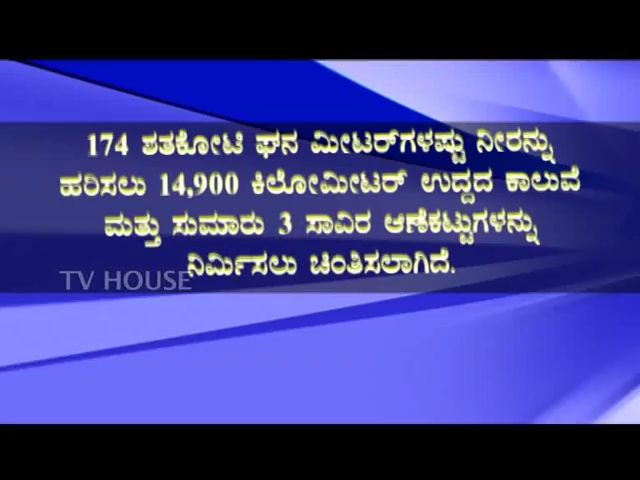 174 ಶತಕೋಟಿ ಘನ ಮೀಟರ್‌ಗಳಷ್ಟು ನೀರನ್ನು
ಹರಿಸಲು 14,900 ಕಿಲೋಮೀಟರ್ ಉದ್ದದ ಕಾಲುವೆ
ಮತ್ತು ಸುಮಾರು 3 ಸಾವಿರ ಆಣೆಕಟ್ಟುಗಳನ್ನು
ನಿರ್ಮಿಸಲು ಚಿಂತಿಸಲಾಗಿದೆ.
TV HOUSE